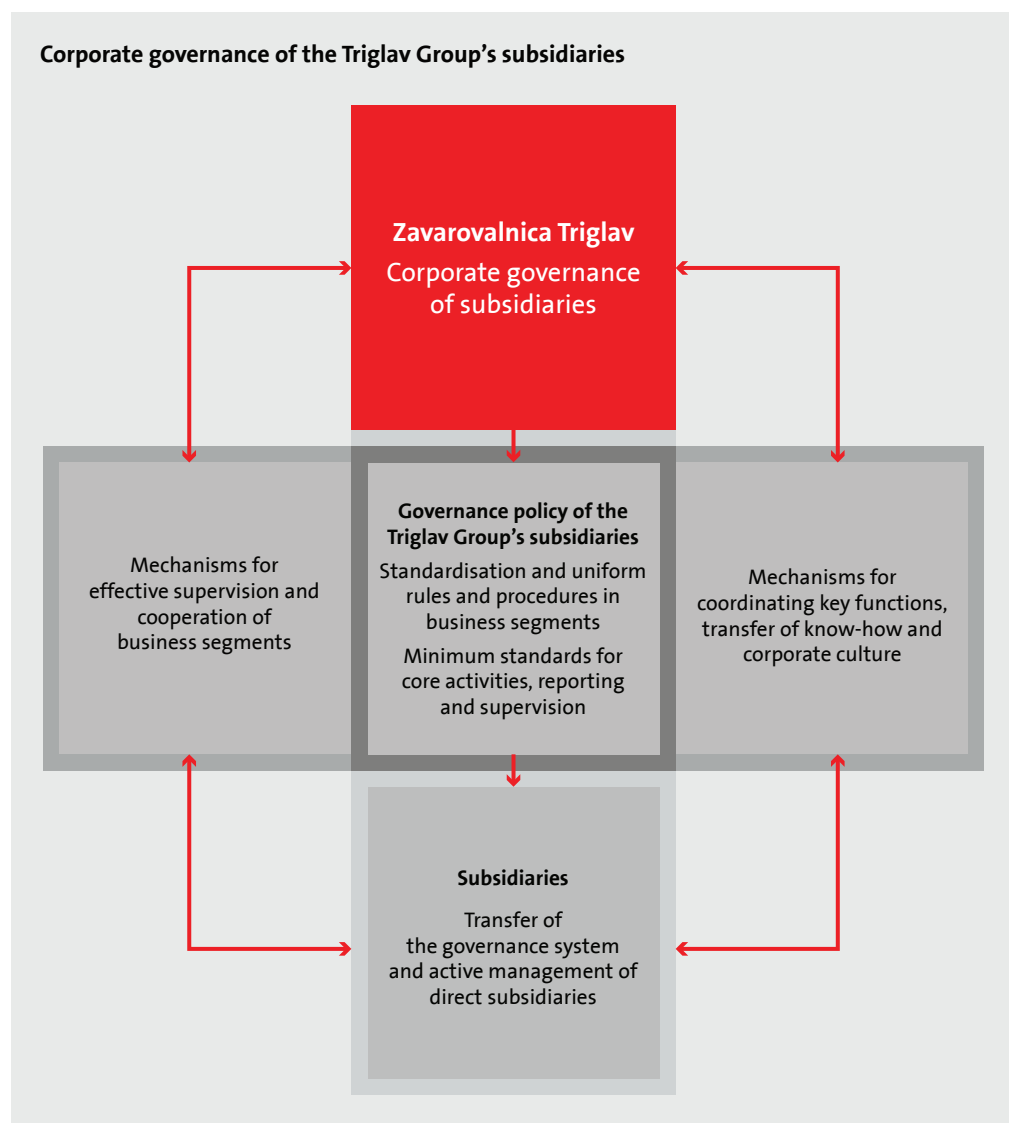 Corporate governance of the Triglav Group’s subsidiaries
Zavarovalnica Triglav
Corporate governance
of subsidiaries
Mechanisms for
effective supervision and
cooperation of
business segments
Governance policy of the
Triglav Group’s subsidiaries
Standardisation and uniform
rules and procedures in
business segments
Minimum standards for
core activities, reporting
and supervision
Mechanisms for
coordinating key functions,
transfer of know-how and
corporate culture
Subsidiaries
Transfer of
the governance system
and active management of
direct subsidiaries